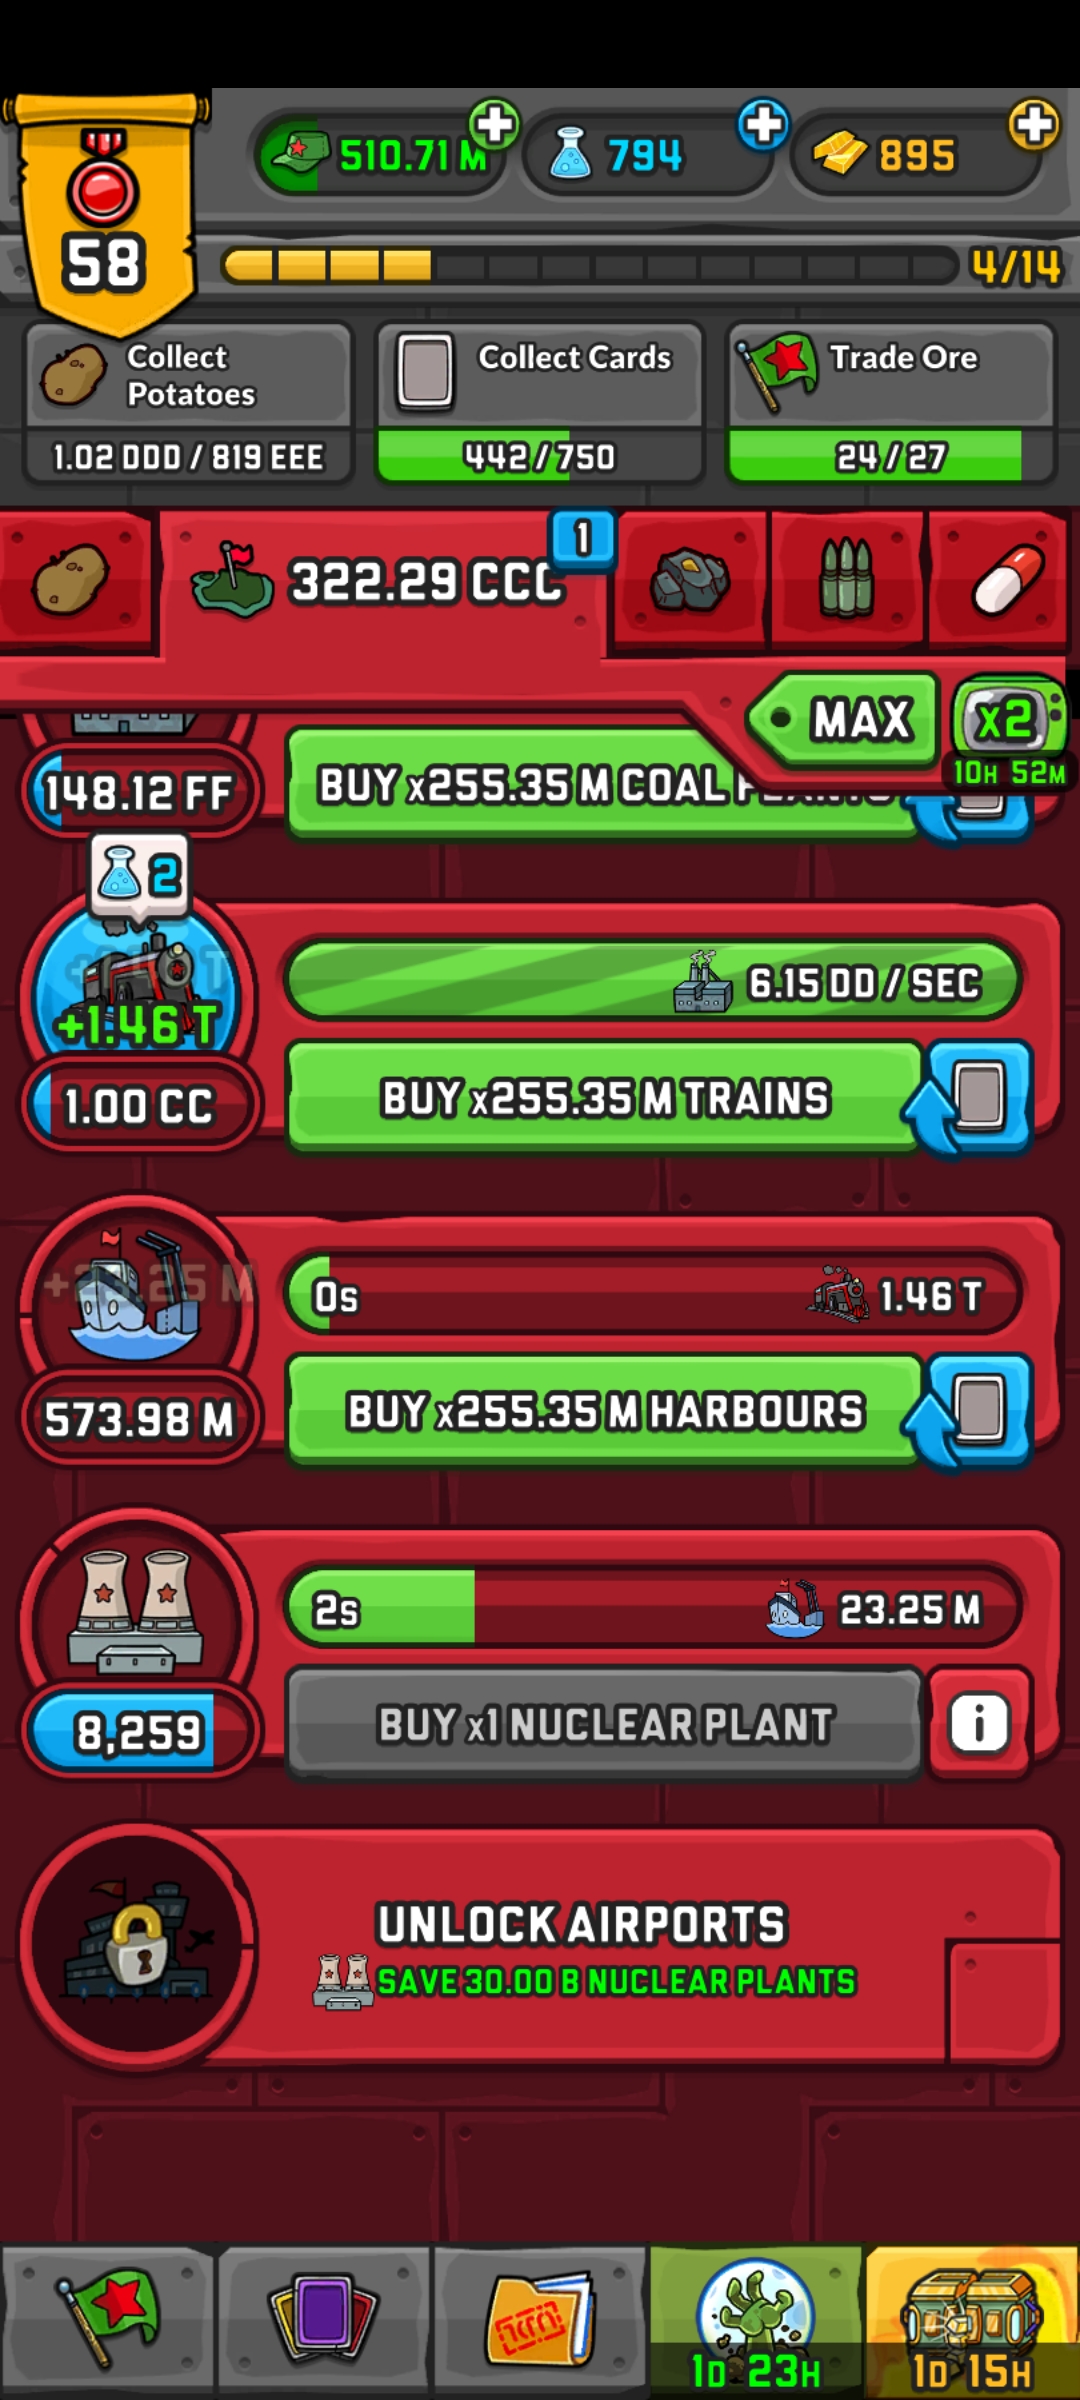 510.71 M
794
895
58
4/14
Collect Potatoes
1.02 DDD / 819 EEE
Collect Cards
442/750
Trade Ore
24/27
322.29 CCC
1
MAX
x2
10H 52M
148.12 FF
BUY x255.35 M COAL PLANTS
2
+1.46 T
6.15 DD / SEC
1.00 CC
BUY x255.35 M TRAINS
+23.25 M
0s
1.46 T
573.98 M
BUY x255.35 M HARBOURS
2s
23.25 M
8,259
BUY x1 NUCLEAR PLANT
i
UNLOCK AIRPORTS
SAVE 30.00 B NUCLEAR PLANTS
1D 23H
1D 15H